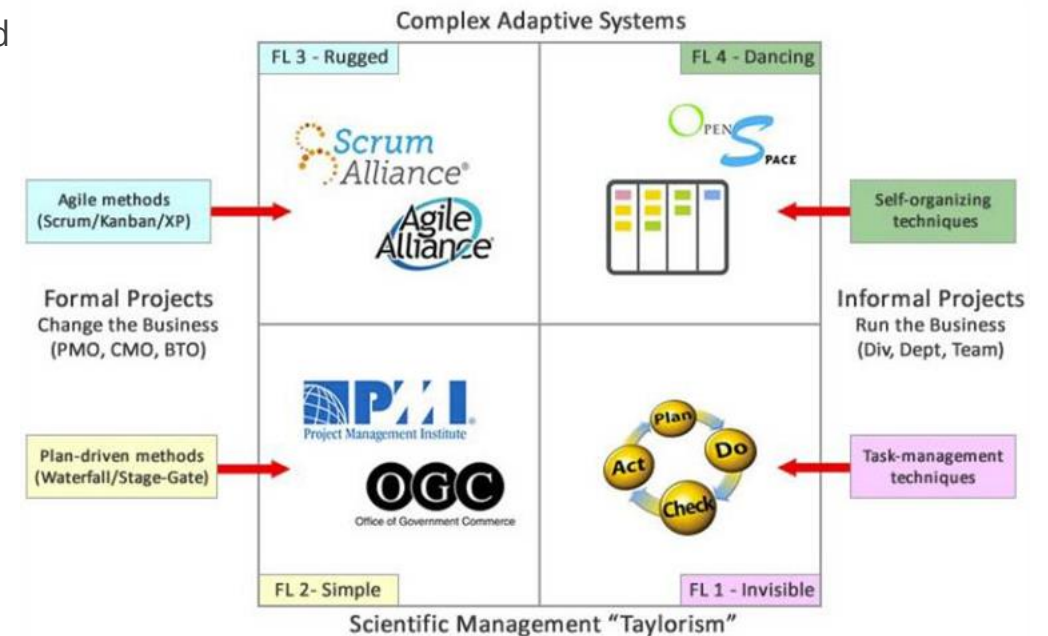 d
Complex Adaptive Systems
FL 3 - Rugged
FL 4 - Dancing
Scrum
Alliance®
Agile
Alliance®
OPEN
SPACE
Agile methods
(Scrum/Kanban/XP)
Self-organizing
techniques
Formal Projects
Change the Business
(PMO, CMO, BTO)
Informal Projects
Run the Business
(Div, Dept, Team)
PMI®
Project Management Institute
OGC
Office of Government Commerce
Plan
Do
Check
Act
Plan-driven methods
(Waterfall/Stage-Gate)
Task-management
techniques
FL 2- Simple
FL 1 - Invisible
Scientific Management “Taylorism”